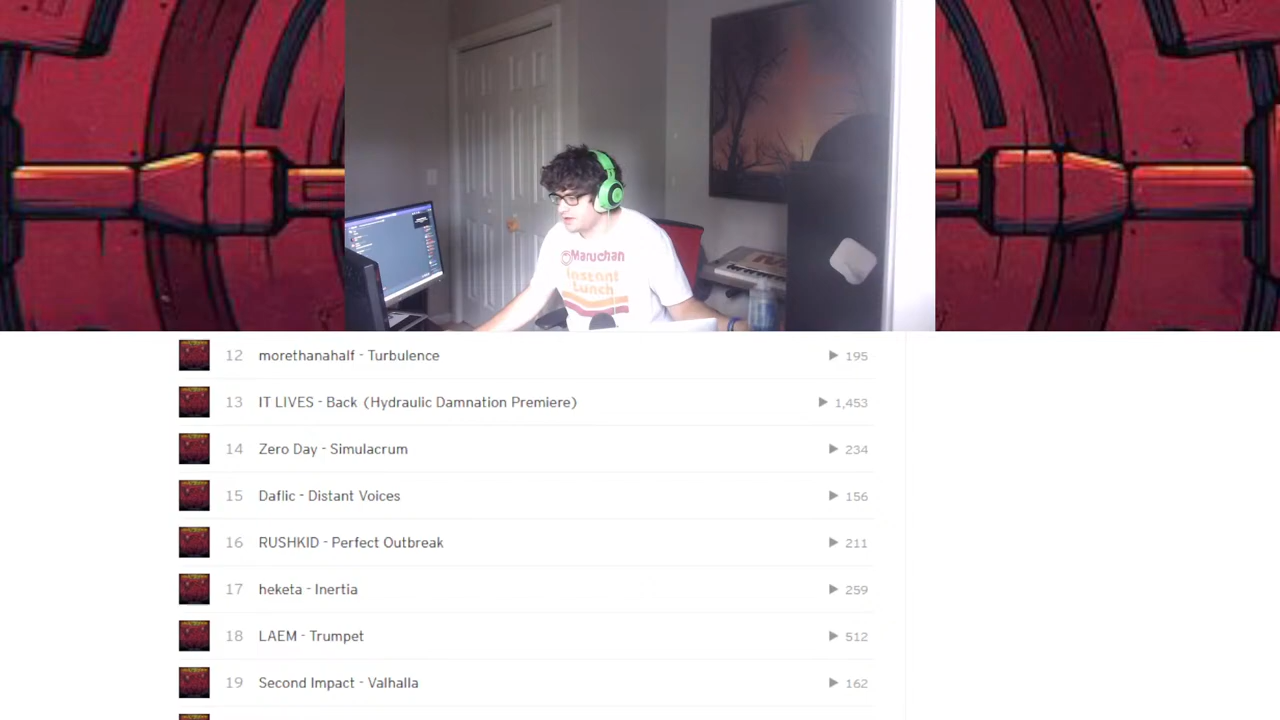 Maruchan
Instant
Lunch
12 morethanahalf - Turbulence 195
13 IT LIVES - Back (Hydraulic Damnation Premiere) 1,453
14 Zero Day - Simulacrum 234
15 Daflic - Distant Voices 156
16 RUSHKID - Perfect Outbreak 211
17 heketa - Inertia 259
18 LAEM - Trumpet 512
19 Second Impact - Valhalla 162